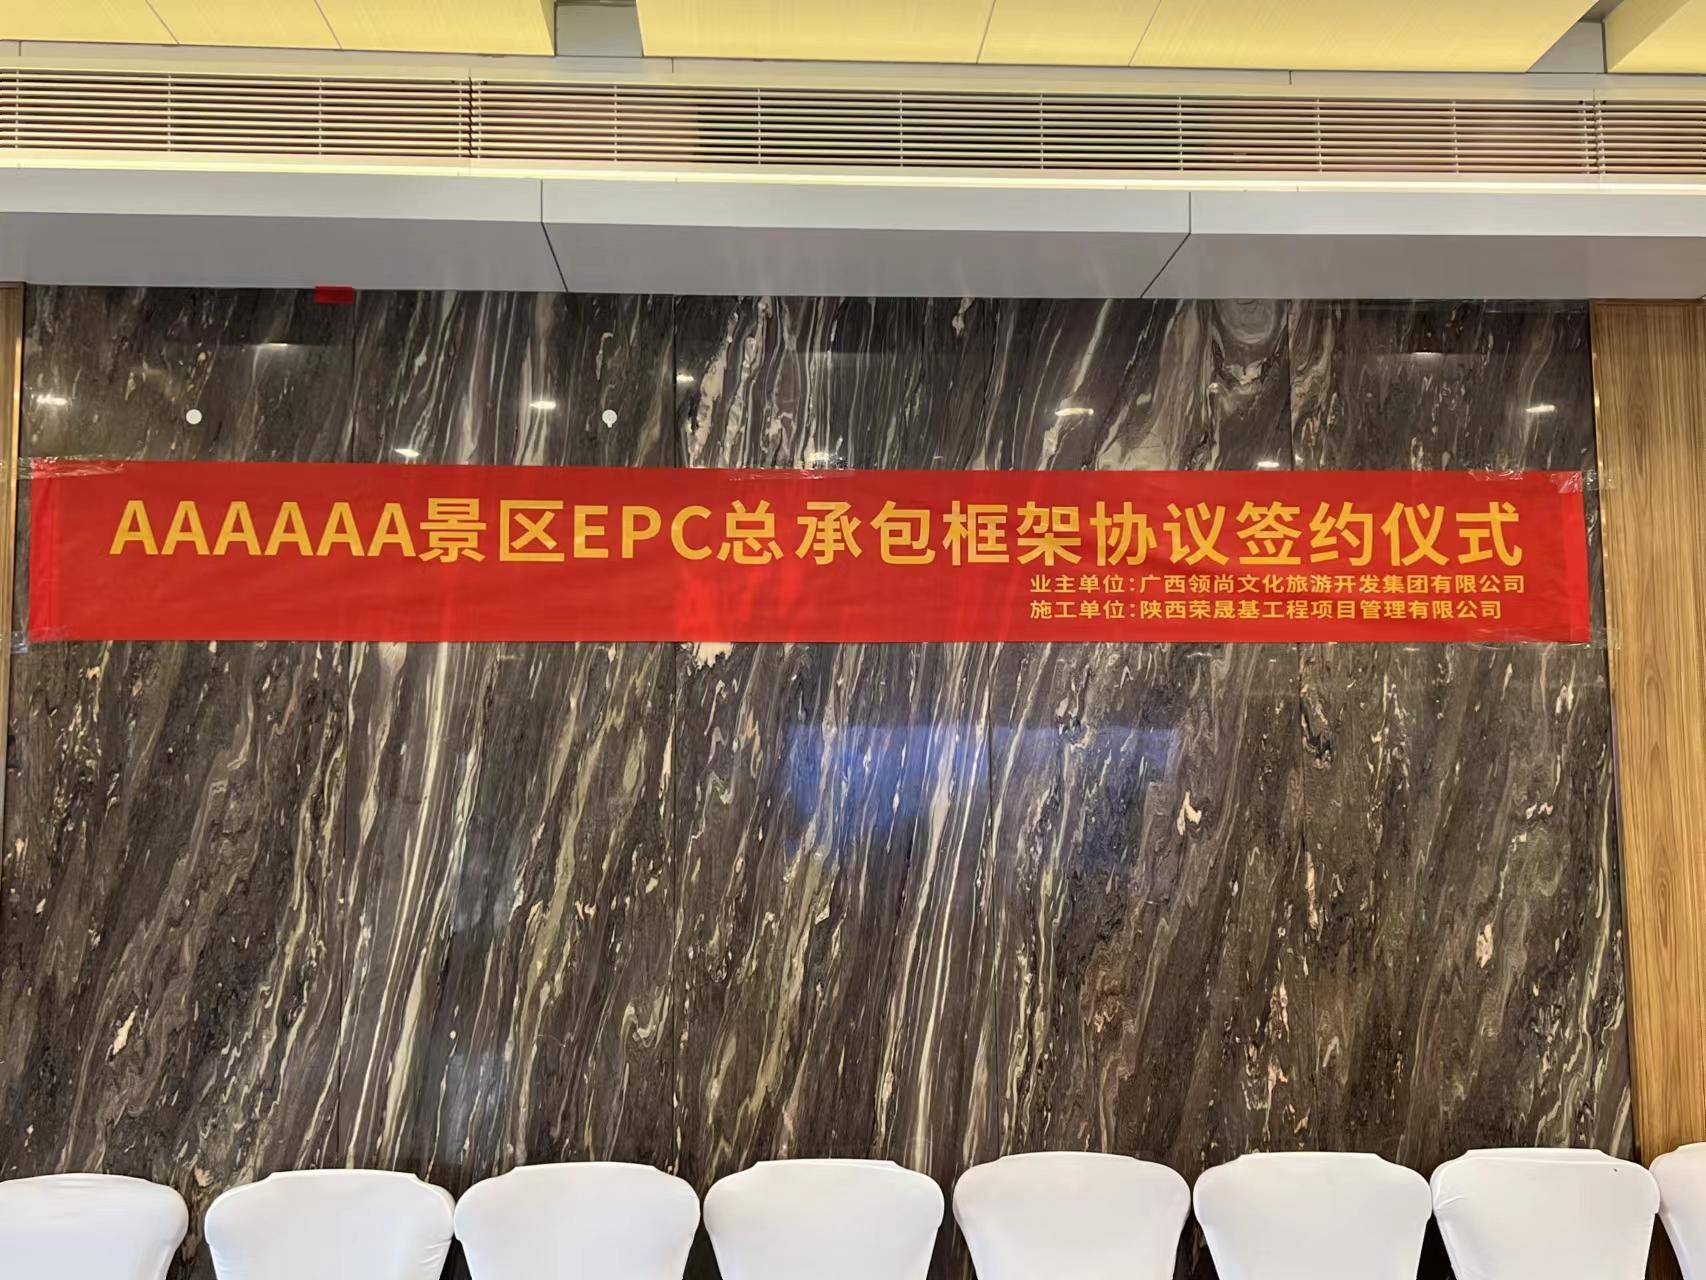 AAAAAA景区EPC总承包框架协议签约仪式
业主单位:广西领尚文化旅游开发集团有限公司
施工单位:陕西荣晟基工程项目管理有限公司